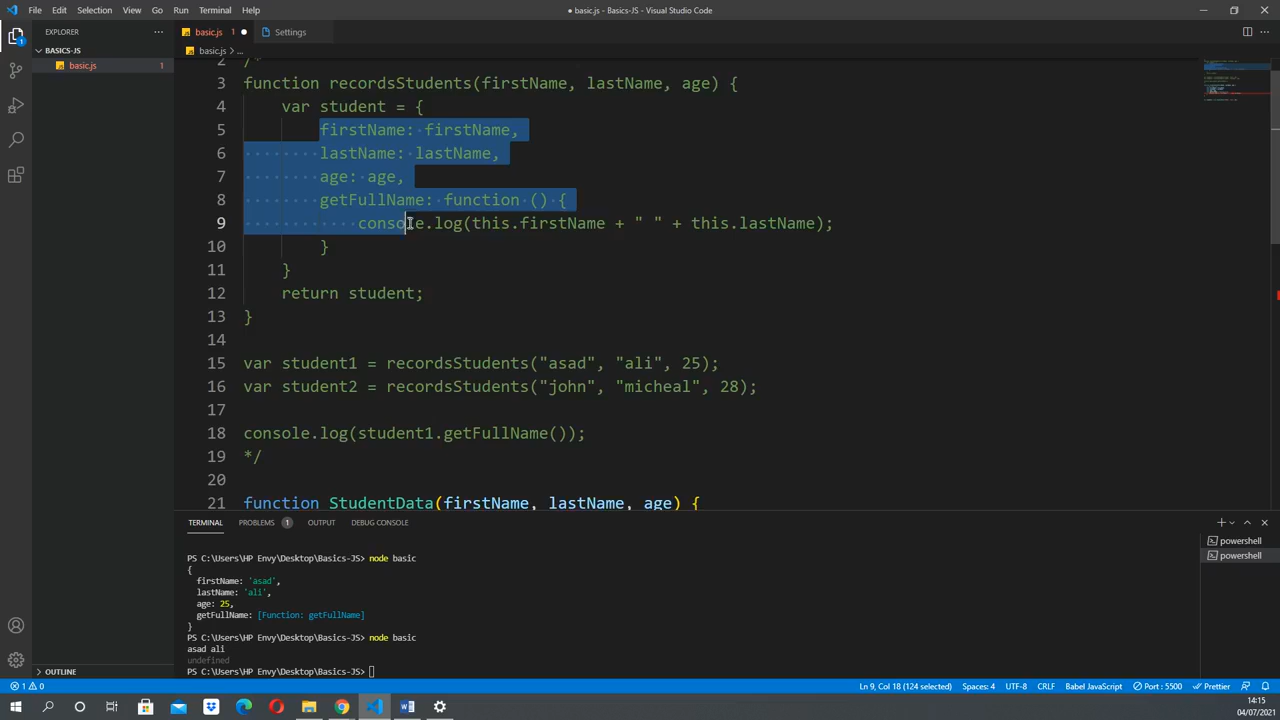 File Edit Selection View Go Run Terminal Help
● basic.js - Basics-JS - Visual Studio Code
EXPLORER
basic.js ●
Settings
BASICS-JS
basic.js > ...
basic.js 1
2 /*
3 function recordsStudents(firstName, lastName, age) {
4 var student = {
5 firstName: firstName,
6 lastName: lastName,
7 age: age,
8 getFullName: function () {
9 console.log(this.firstName + " " + this.lastName);
10 }
11 }
12 return student;
13 }
14
15 var student1 = recordsStudents("asad", "ali", 25);
16 var student2 = recordsStudents("john", "micheal", 28);
17
18 console.log(student1.getFullName());
19 */
20
21 function StudentData(firstName, lastName, age) {
TERMINAL PROBLEMS 1 OUTPUT DEBUG CONSOLE
PS C:\Users\HP Envy\Desktop\Basics-JS> node basic
{
firstName: 'asad',
lastName: 'ali',
age: 25,
getFullName: [Function: getFullName]
}
PS C:\Users\HP Envy\Desktop\Basics-JS> node basic
asad ali
undefined
PS C:\Users\HP Envy\Desktop\Basics-JS>
powershell
powershell
OUTLINE
1 0
Ln 9, Col 18 (124 selected) Spaces: 4 UTF-8 CRLF Babel JavaScript Port : 5500 Prettier
14:15
04/07/2021